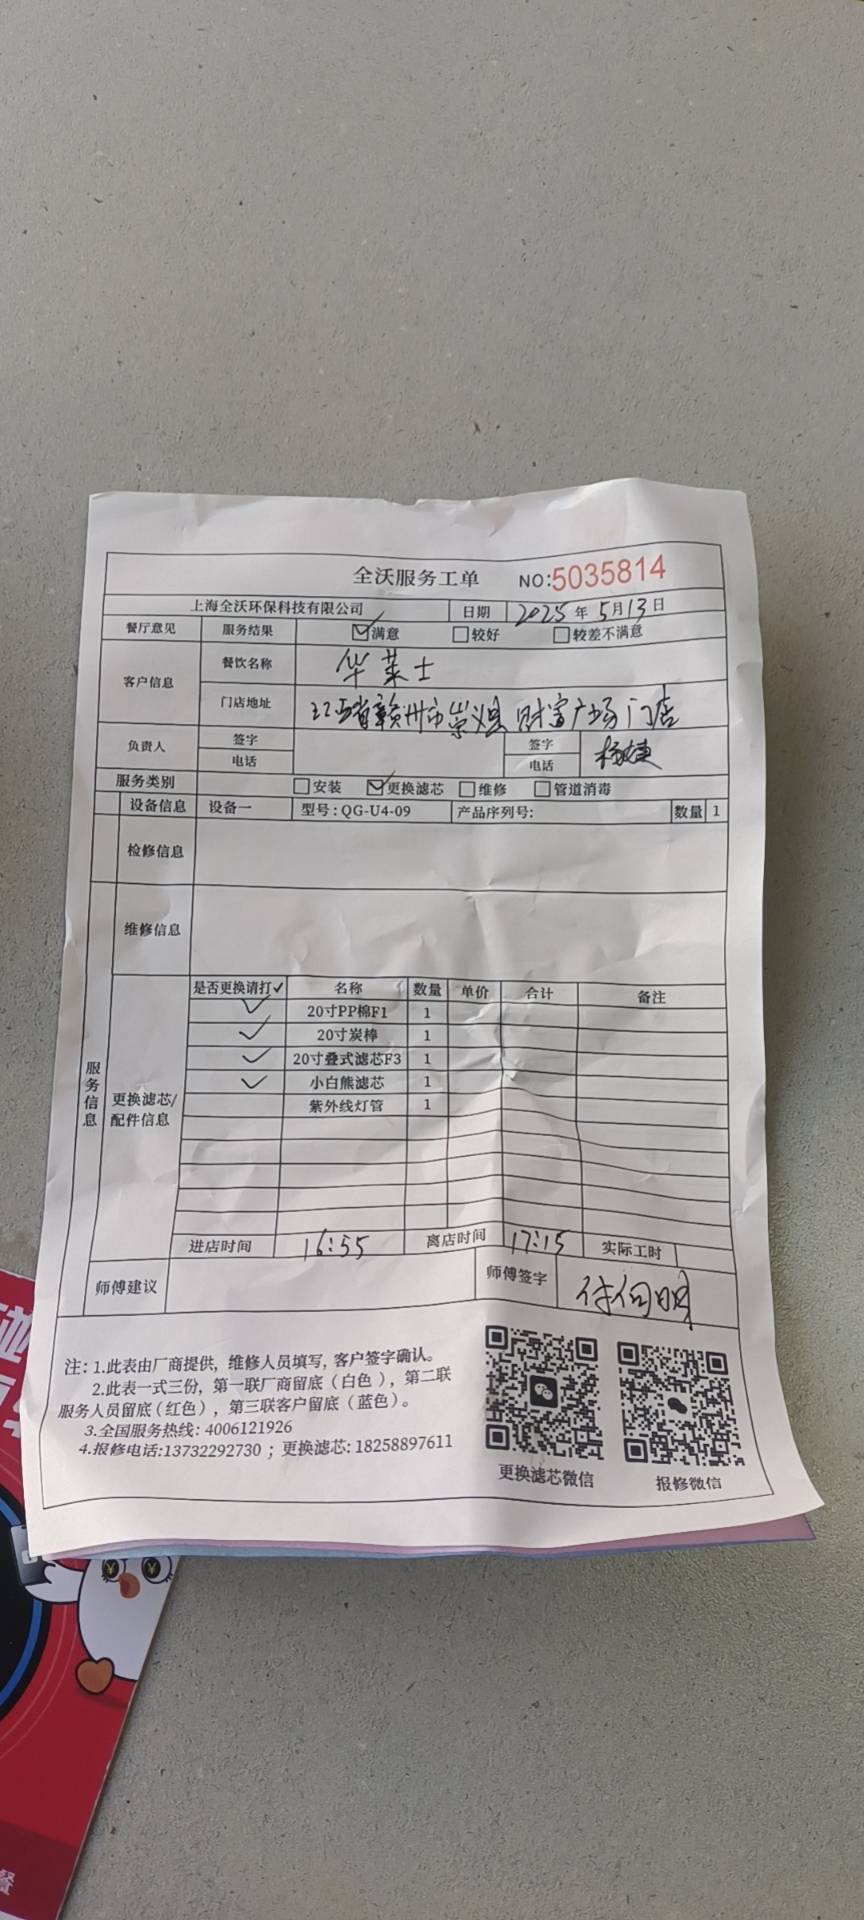 全沃服务工单 NO:5035814
上海全沃环保科技有限公司 日期 2025年5月13日
餐厅意见 服务结果 满意 较好 较差不满意
客户信息 餐饮名称 华莱士
门店地址 江西省赣州市崇义县财富广场门店
负责人 签字 签字
电话 电话
服务类别 安装 更换滤芯 维修 管道消毒
设备信息 设备一 型号:QG-U4-09 产品序列号: 数量 1
检修信息
维修信息
服务信息
更换滤芯/配件信息
是否更换请打✓ 名称 数量 单价 合计 备注
✓ 20寸PP棉F1 1
✓ 20寸炭棒 1
✓ 20寸叠式滤芯F3 1
✓ 小白熊滤芯 1
紫外线灯管 1
进店时间 16:55 离店时间 17:15 实际工时
师傅建议 师傅签字
注: 1.此表由厂商提供, 维修人员填写, 客户签字确认。
2.此表一式三份, 第一联厂商留底（白色）, 第二联
服务人员留底（红色）, 第三联客户留底（蓝色）。
3.全国服务热线: 4006121926
4.报修电话:13732292730 ; 更换滤芯: 18258897611
更换滤芯微信 报修微信
餐